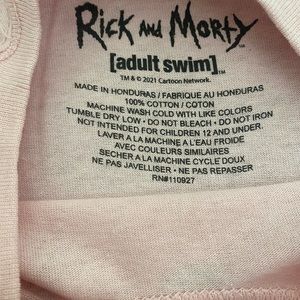 Rick and Morty
[adult swim]™
TM & © 2021 Cartoon Network.
MADE IN HONDURAS / FABRIQUE AU HONDURAS
100% COTTON / COTON
MACHINE WASH COLD WITH LIKE COLORS
TUMBLE DRY LOW • DO NOT BLEACH • DO NOT IRON
NOT INTENDED FOR CHILDREN 12 AND UNDER.
LAVER A LA MACHINE A L'EAU FROIDE
AVEC COULEURS SIMILAIRES
SECHER A LA MACHINE CYCLE DOUX
NE PAS JAVELLISER • NE PAS REPASSER
RN#110927